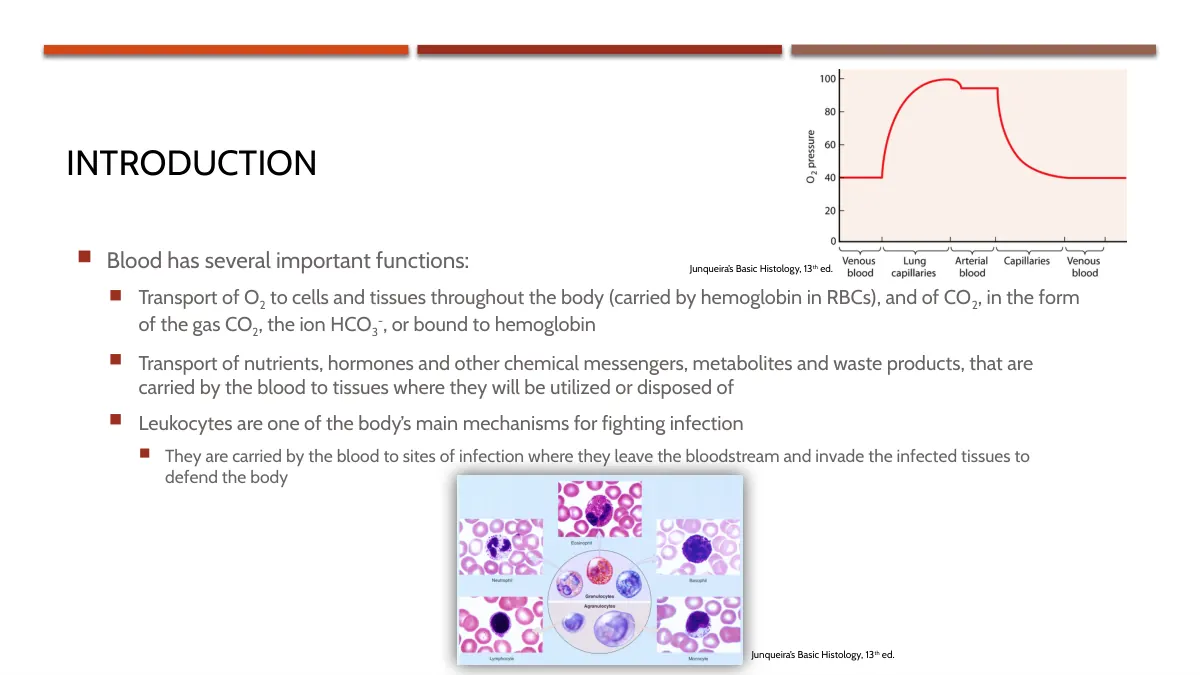 INTRODUCTION
100
80
60
40
20
0
O₂ pressure
Venous blood
Lung capillaries
Arterial blood
Capillaries
Venous blood
Junqueira's Basic Histology, 13th ed.
Blood has several important functions:
Transport of O₂ to cells and tissues throughout the body (carried by hemoglobin in RBCs), and of CO₂, in the form
of the gas CO₂, the ion HCO₃⁻, or bound to hemoglobin
Transport of nutrients, hormones and other chemical messengers, metabolites and waste products, that are
carried by the blood to tissues where they will be utilized or disposed of
Leukocytes are one of the body's main mechanisms for fighting infection
They are carried by the blood to sites of infection where they leave the bloodstream and invade the infected tissues to
defend the body
Eosinophil
Neutrophil
Basophil
Granulocytes
Agranulocytes
Lymphocyte
Monocyte
Junqueira's Basic Histology, 13th ed.